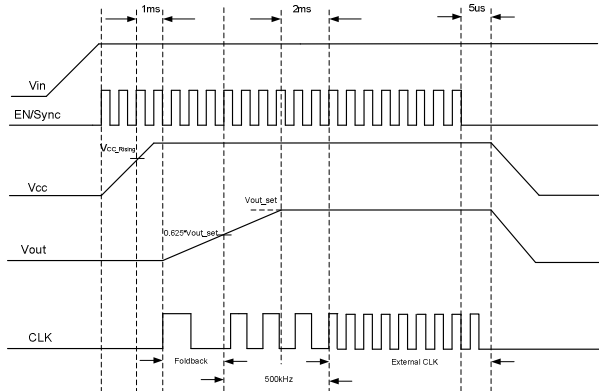 1ms
2ms
5us
Vin
EN/Sync
VCC_Rising
Vcc
Vout_set
0.625*Vout_set
Vout
CLK
Foldback
External CLK
500kHz